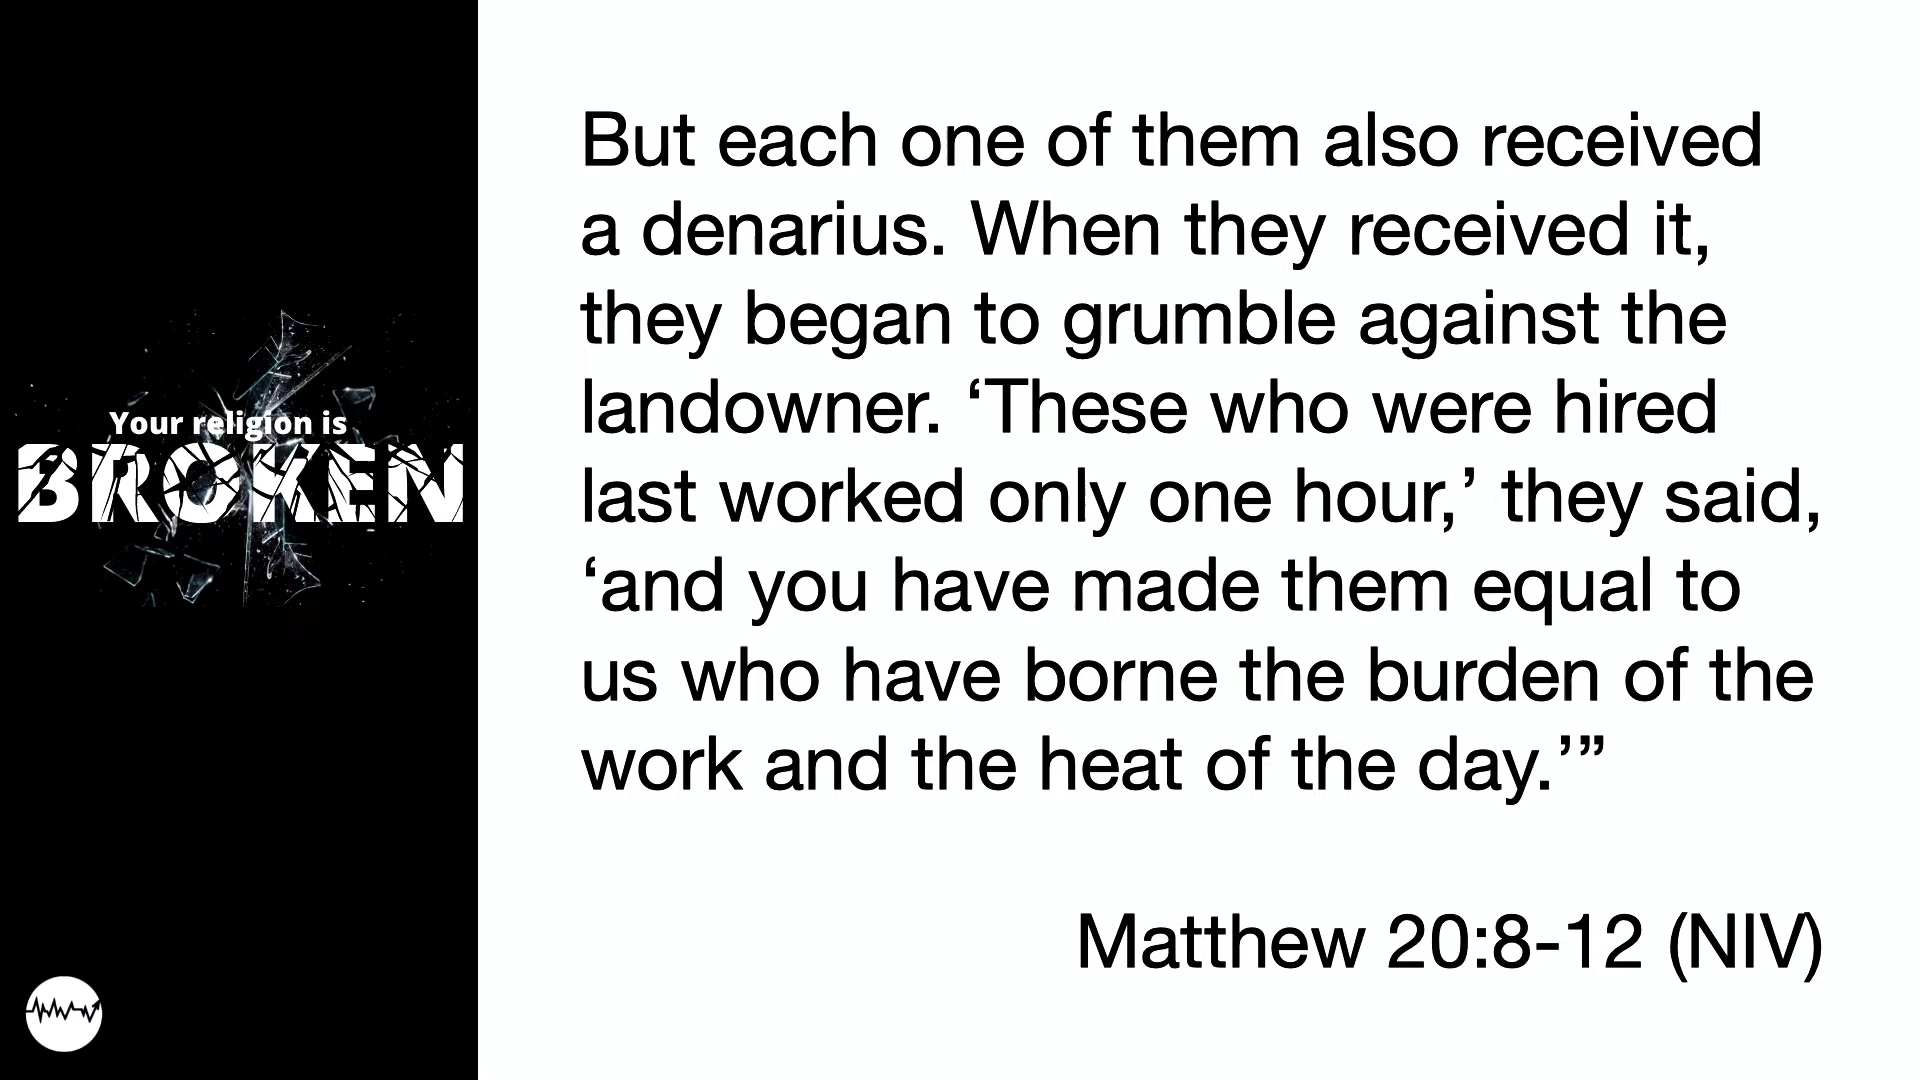 Your religion is
BROKEN
But each one of them also received
a denarius. When they received it,
they began to grumble against the
landowner. ‘These who were hired
last worked only one hour,’ they said,
‘and you have made them equal to
us who have borne the burden of the
work and the heat of the day.’”
Matthew 20:8-12 (NIV)